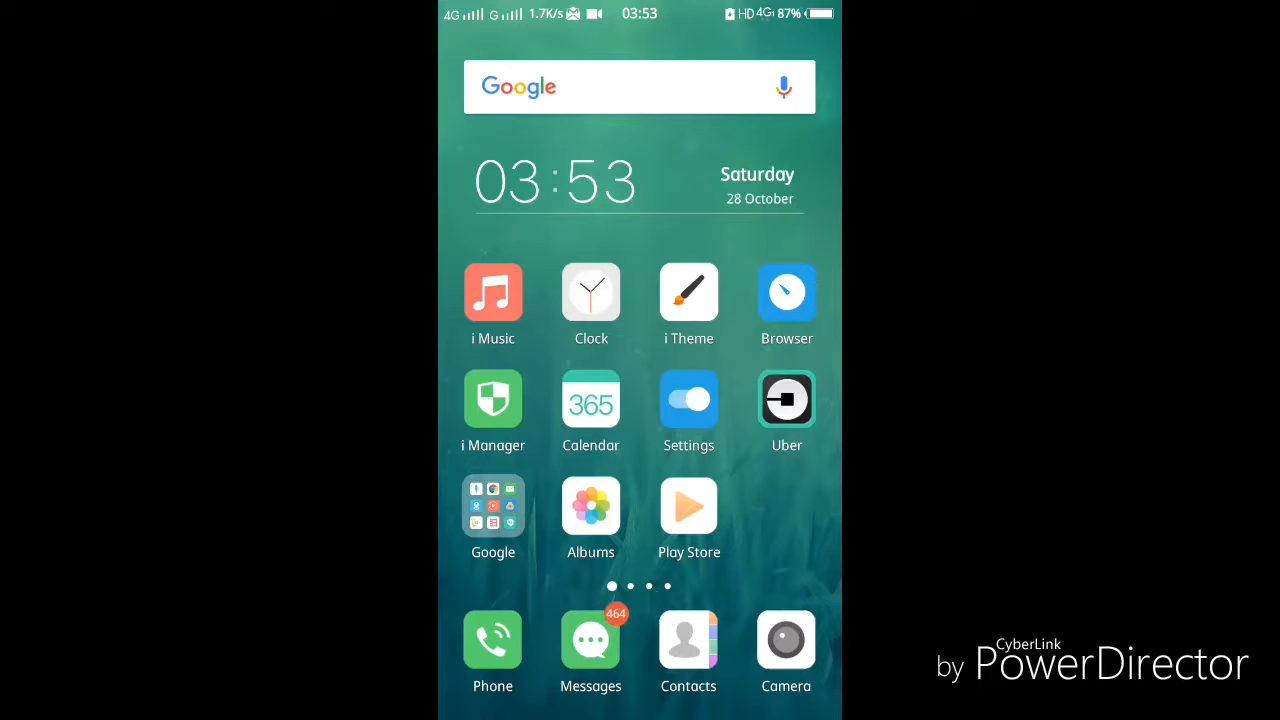 4G G 1.7K/s 03:53 HD 4G 87%
Google
03:53 Saturday
28 October
i Music Clock i Theme Browser
365
i Manager Calendar Settings Uber
Google Albums Play Store
464
Phone Messages Contacts Camera
CyberLink
by PowerDirector